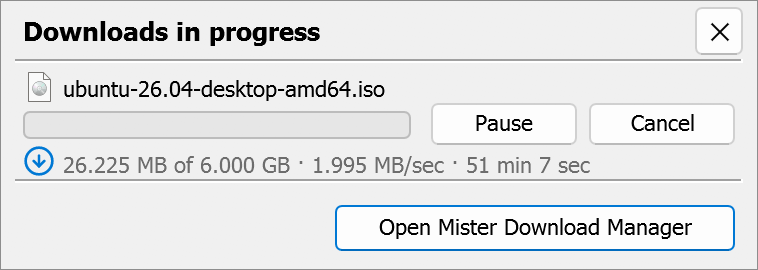 Downloads in progress
ubuntu-26.04-desktop-amd64.iso
Pause
Cancel
26.225 MB of 6.000 GB · 1.995 MB/sec · 51 min 7 sec
Open Mister Download Manager